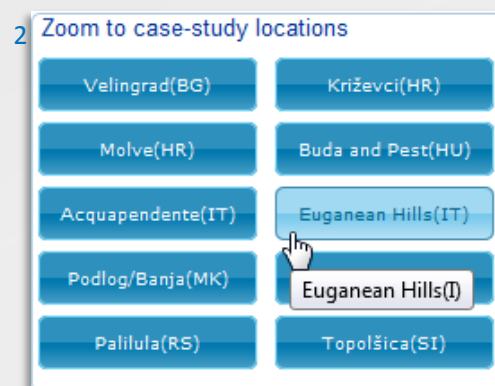 2 Zoom to case-study locations
Velingrad(BG) Križevci(HR)
Molve(HR) Buda and Pest(HU)
Acquapendente(IT) Euganean Hills(IT)
Podlog/Banja(MK)
Euganean Hills(I)
Palilula(RS) Topolšica(SI)